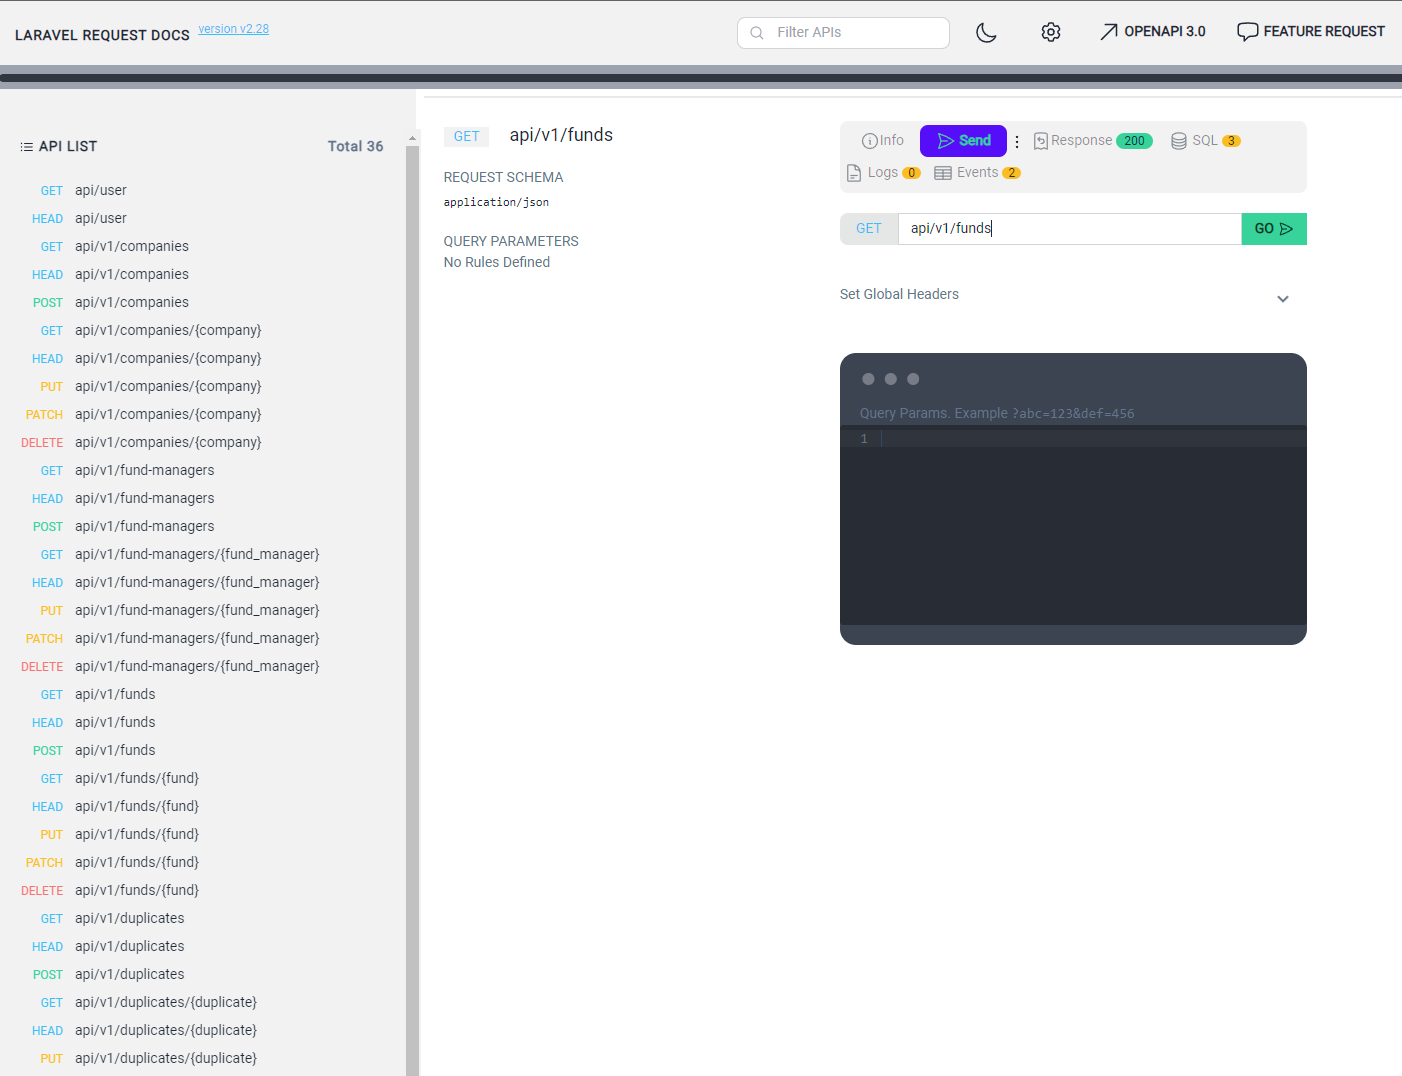 LARAVEL REQUEST DOCS version v2.28
Filter APIs
OPENAPI 3.0
FEATURE REQUEST
API LIST Total 36
GET api/user
HEAD api/user
GET api/v1/companies
HEAD api/v1/companies
POST api/v1/companies
GET api/v1/companies/{company}
HEAD api/v1/companies/{company}
PUT api/v1/companies/{company}
PATCH api/v1/companies/{company}
DELETE api/v1/companies/{company}
GET api/v1/fund-managers
HEAD api/v1/fund-managers
POST api/v1/fund-managers
GET api/v1/fund-managers/{fund_manager}
HEAD api/v1/fund-managers/{fund_manager}
PUT api/v1/fund-managers/{fund_manager}
PATCH api/v1/fund-managers/{fund_manager}
DELETE api/v1/fund-managers/{fund_manager}
GET api/v1/funds
HEAD api/v1/funds
POST api/v1/funds
GET api/v1/funds/{fund}
HEAD api/v1/funds/{fund}
PUT api/v1/funds/{fund}
PATCH api/v1/funds/{fund}
DELETE api/v1/funds/{fund}
GET api/v1/duplicates
HEAD api/v1/duplicates
POST api/v1/duplicates
GET api/v1/duplicates/{duplicate}
HEAD api/v1/duplicates/{duplicate}
PUT api/v1/duplicates/{duplicate}
GET api/v1/funds
REQUEST SCHEMA
application/json
QUERY PARAMETERS
No Rules Defined
Info Send Response 200 SQL 3
Logs 0 Events 2
GET api/v1/funds GO
Set Global Headers
Query Params. Example ?abc=123&def=456
1